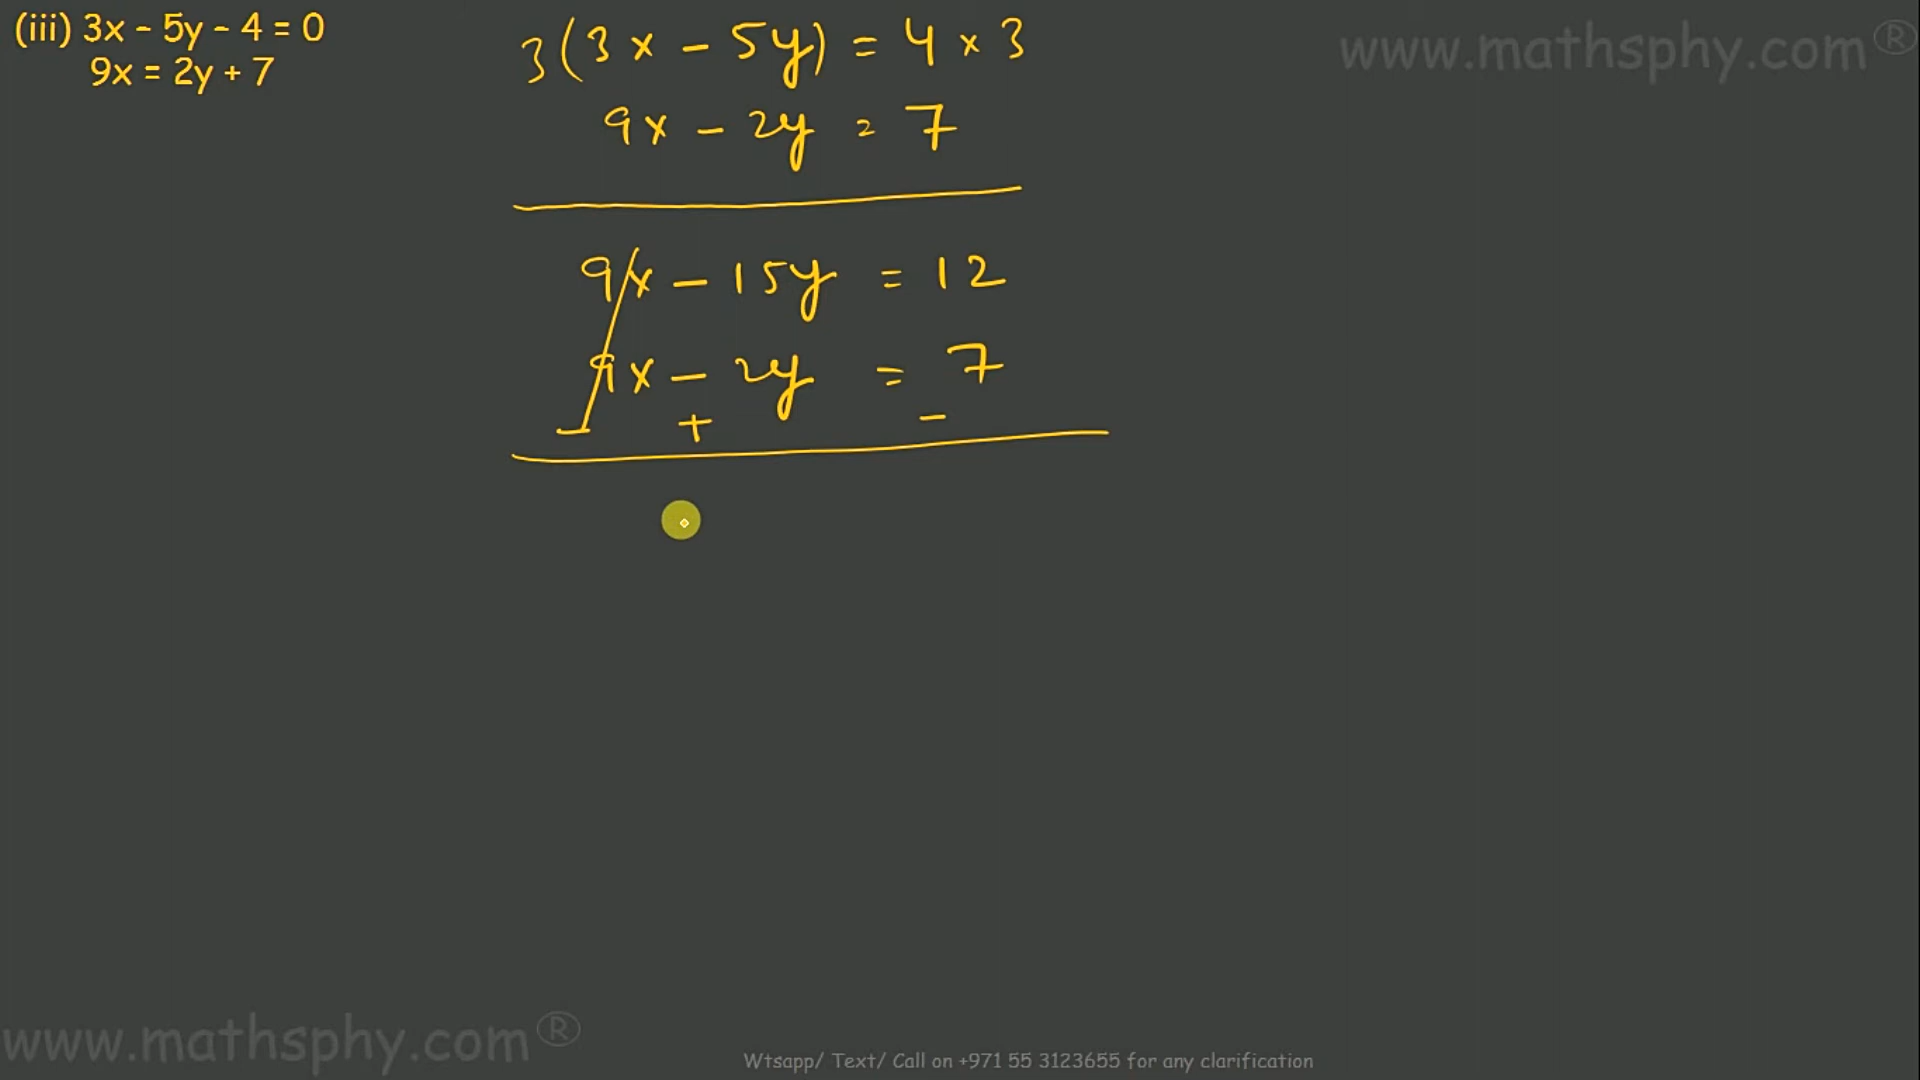 (iii) 3x - 5y - 4 = 0
9x = 2y + 7
3(3x - 5y) = 4 x 3
9x - 2y = 7
9x - 15y = 12
9x - 2y = 7
- + -
www.mathsphy.com®
www.mathsphy.com®
Wtsapp/ Text/ Call on +971 55 3123655 for any clarification